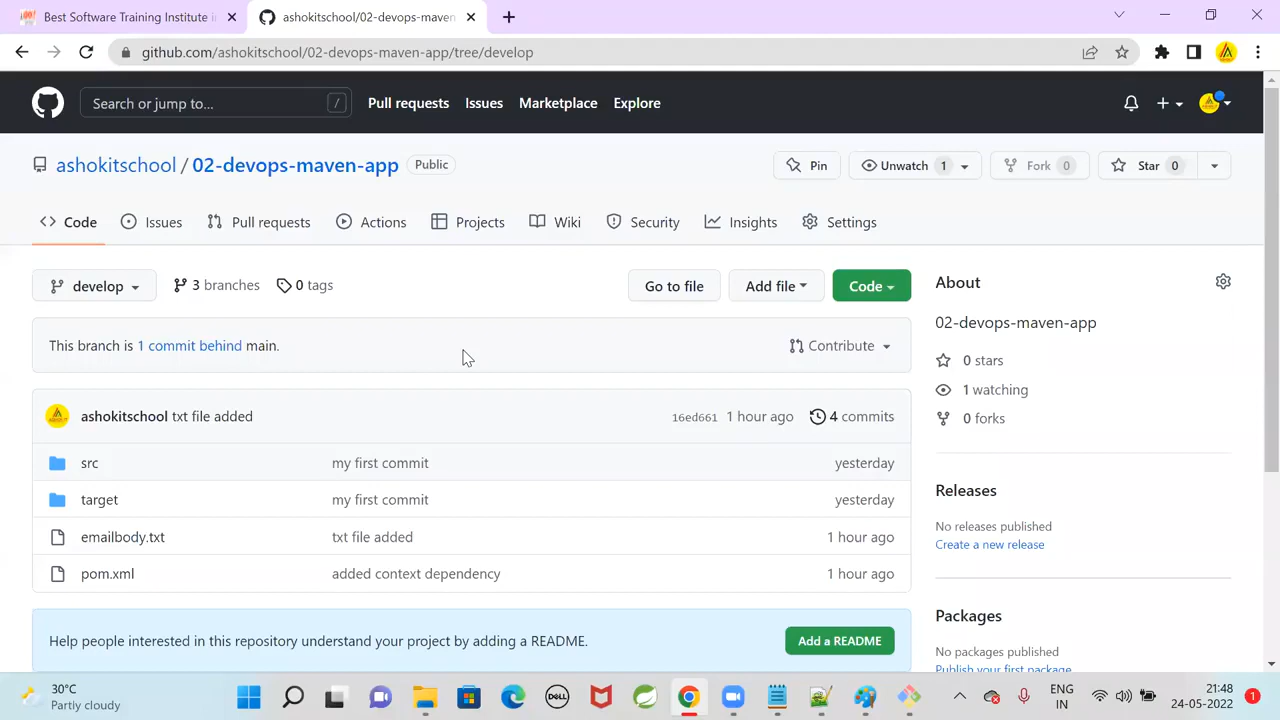 Best Software Training Institute i
ashokitschool/02-devops-maven
github.com/ashokitschool/02-devops-maven-app/tree/develop
Search or jump to...
/
Pull requests
Issues
Marketplace
Explore
ashokitschool / 02-devops-maven-app
Public
Pin
Unwatch 1
Fork 0
Star 0
Code
Issues
Pull requests
Actions
Projects
Wiki
Security
Insights
Settings
develop
3 branches
0 tags
Go to file
Add file
Code
This branch is 1 commit behind main.
Contribute
ashokitschool txt file added
16ed661 1 hour ago
4 commits
src my first commit yesterday
target my first commit yesterday
emailbody.txt txt file added 1 hour ago
pom.xml added context dependency 1 hour ago
Help people interested in this repository understand your project by adding a README.
Add a README
About
02-devops-maven-app
0 stars
1 watching
0 forks
Releases
No releases published
Create a new release
Packages
No packages published
Publish your first package
30°C
Partly cloudy
DELL
ENG
IN
21:48
24-05-2022
1